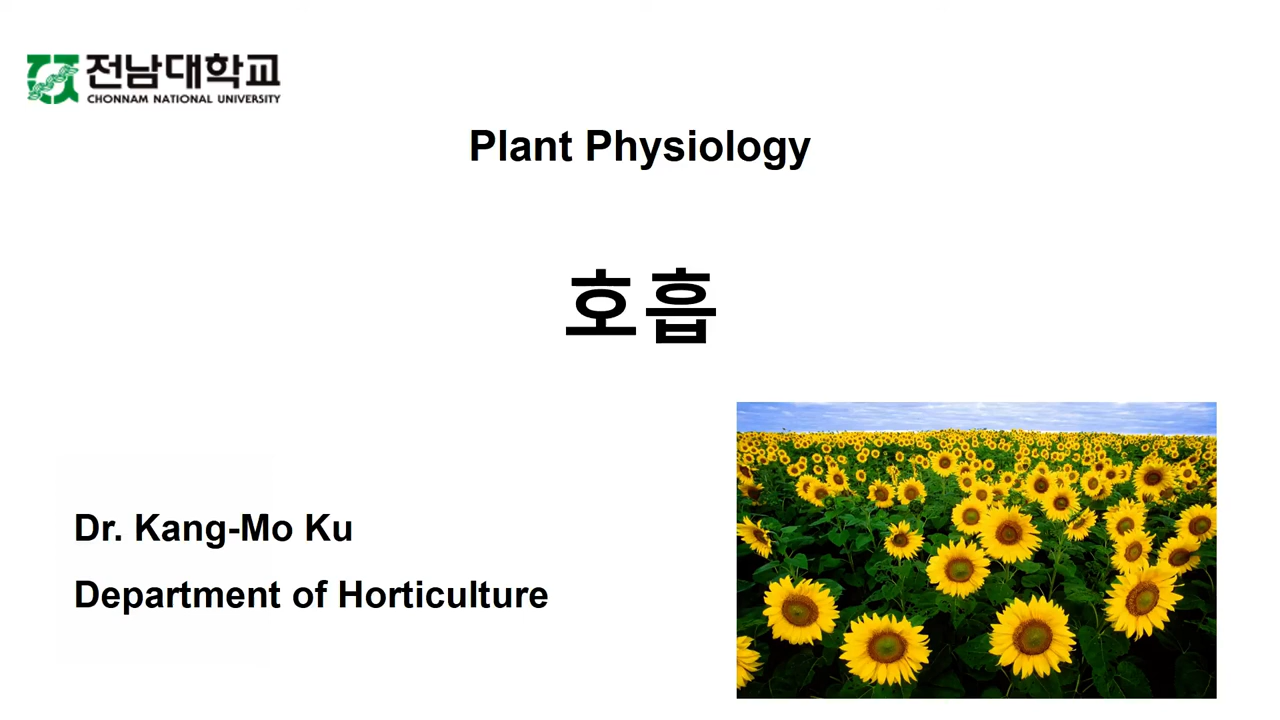 전남대학교
CHONNAM NATIONAL UNIVERSITY
Plant Physiology
호흡
Dr. Kang-Mo Ku
Department of Horticulture